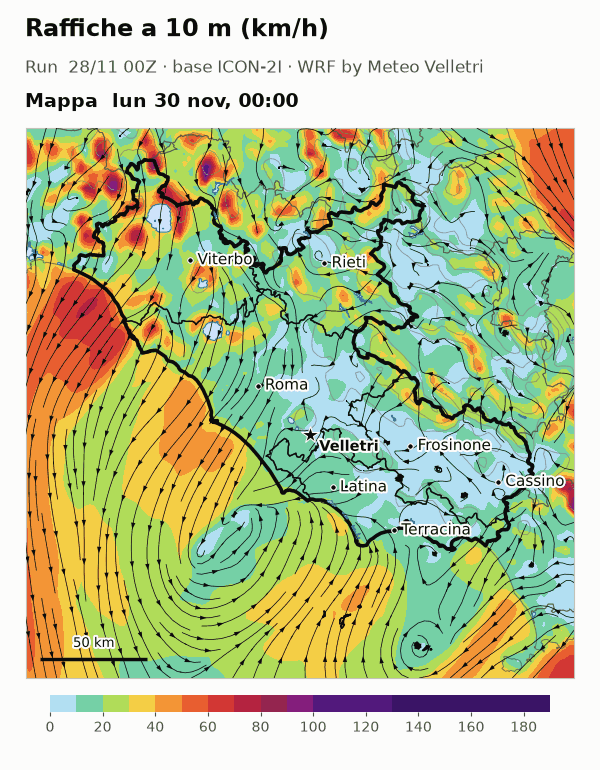 Raffiche a 10 m (km/h)
Run  28/11 00Z · base ICON-2I · WRF by Meteo Velletri
Mappa  lun 30 nov, 00:00
Viterbo
Rieti
Roma
Velletri
Frosinone
Cassino
Latina
Terracina
50 km
0 20 40 60 80 100 120 140 160 180